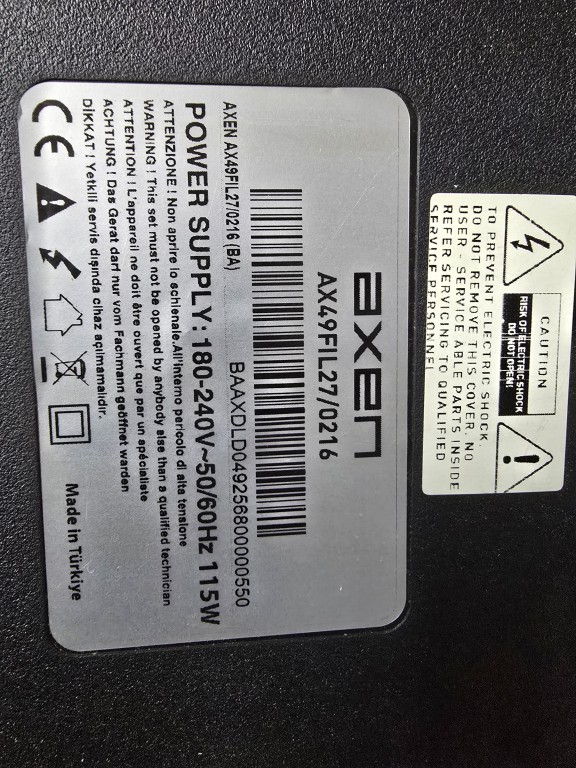 axen
AX49FIL27/0216
BAAXDLD049256800000550
AXEN AX49FIL27/0216 (BA)
POWER SUPPLY: 180-240V~50/60Hz 115W
ATTENZIONE ! Non aprire lo schienale.All'interno pericolo di alta tensione
WARNING ! This set must not be opened by anybody else than a qualified technician
ATTENTION ! L'appareil ne doit être ouvert que par un spécialiste
ACHTUNG ! Das Gerät darf nur vom Fachmann geöffnet warden
DİKKAT ! Yetkili servis dışında cihaz açılmamalıdır.
CE
Made in Türkiye
CAUTION
RISK OF ELECTRIC SHOCK
DO NOT OPEN!
TO PREVENT ELECTRIC SHOCK,
DO NOT REMOVE THIS COVER. NO
USER - SERVICE ABLE PARTS INSIDE
REFER SERVICING TO QUALIFIED
SERVICE PERSONNEL